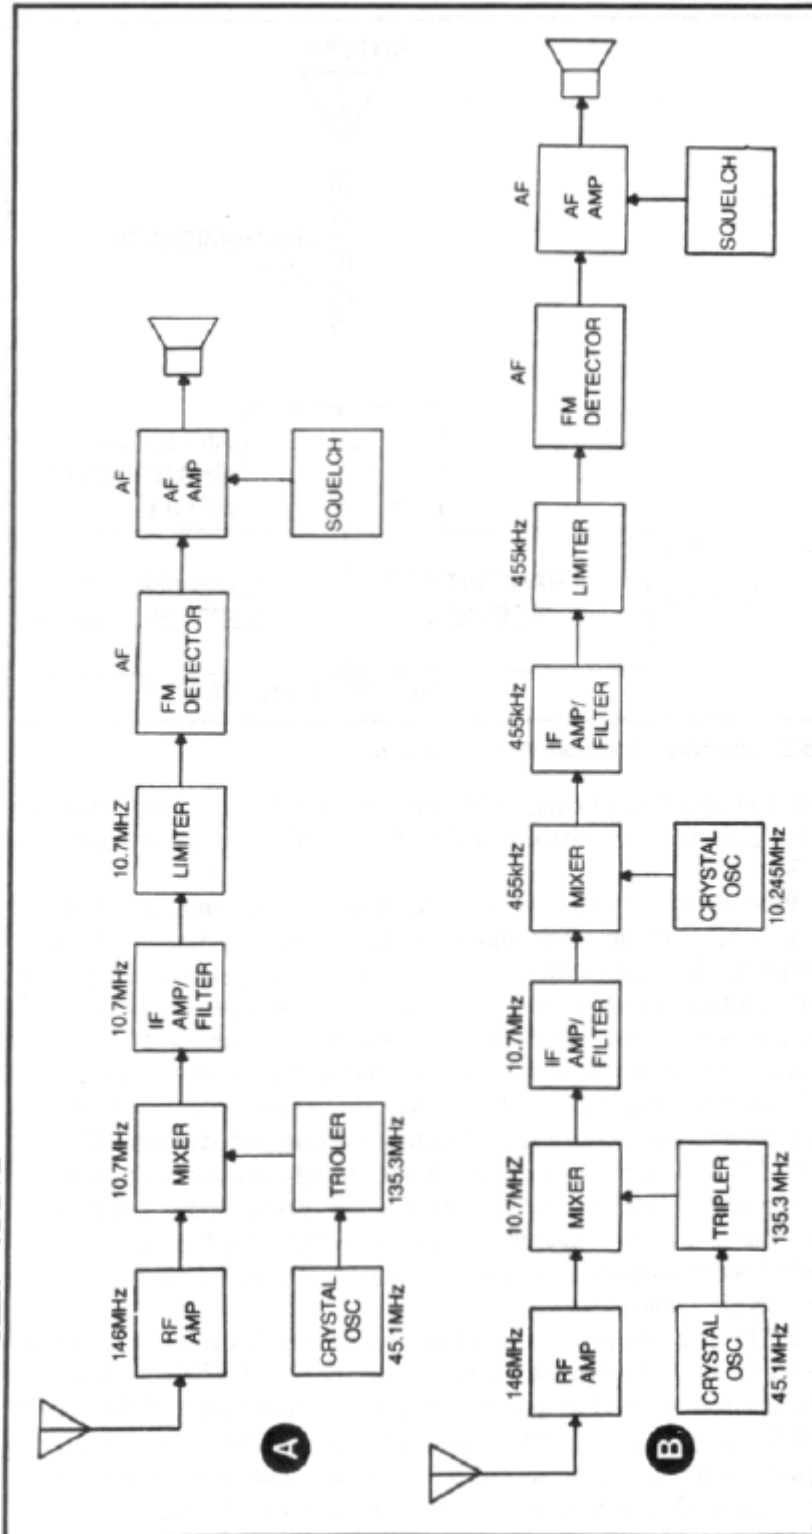 146MHz
RF
AMP
10.7MHz
MIXER
10.7MHz
IF
AMP/
FILTER
10.7MHZ
LIMITER
AF
FM
DETECTOR
AF
AF
AMP
CRYSTAL
OSC
45.1MHz
TRIOLER
135.3MHz
SQUELCH
A
146MHz
RF
AMP
10.7MHZ
MIXER
10.7MHz
IF
AMP/
FILTER
455kHz
MIXER
455kHz
IF
AMP/
FILTER
455kHz
LIMITER
AF
FM
DETECTOR
AF
AF
AMP
CRYSTAL
OSC
45.1MHz
TRIPLER
135.3 MHz
CRYSTAL
OSC
10.245MHz
SQUELCH
B